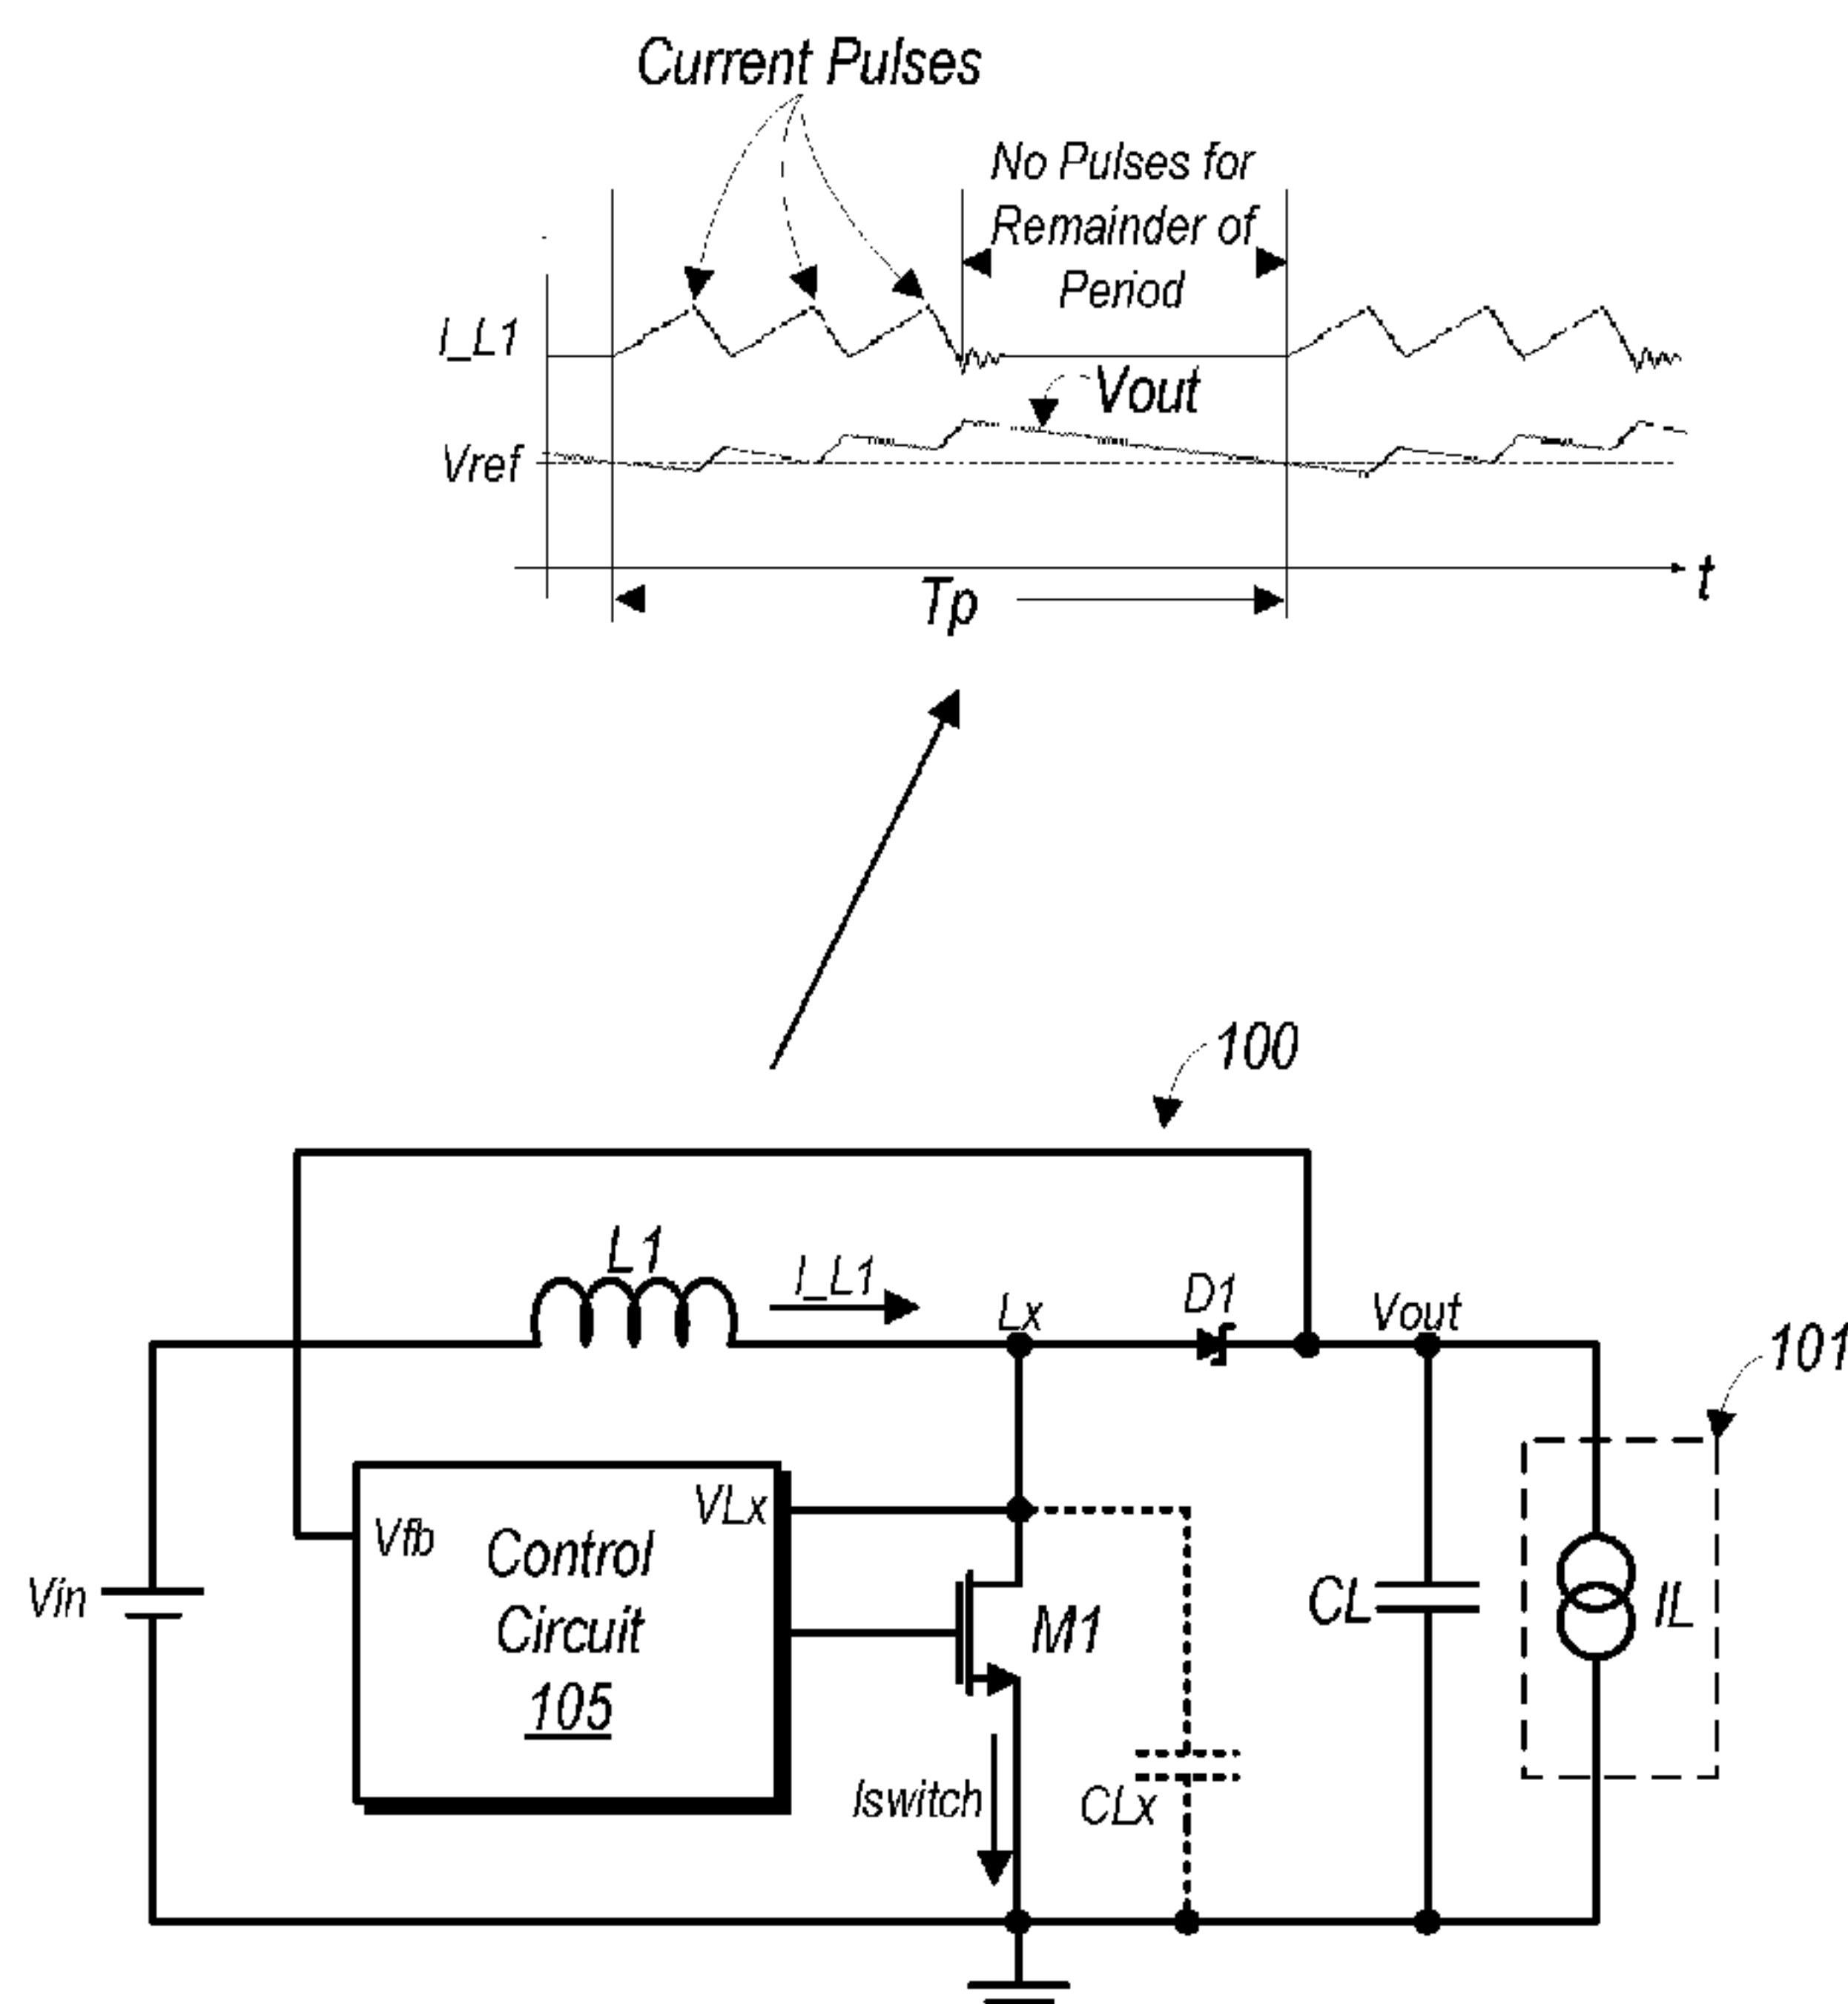 Current Pulses
No Pulses for
Remainder of
Period
I_L1
Vout
Vref
t
Tp
100
L1
I_L1
Lx
D1
Vout
101
VLx
Vfb
Control
Circuit
105
Vin
M1
CL
IL
Iswitch
CLx